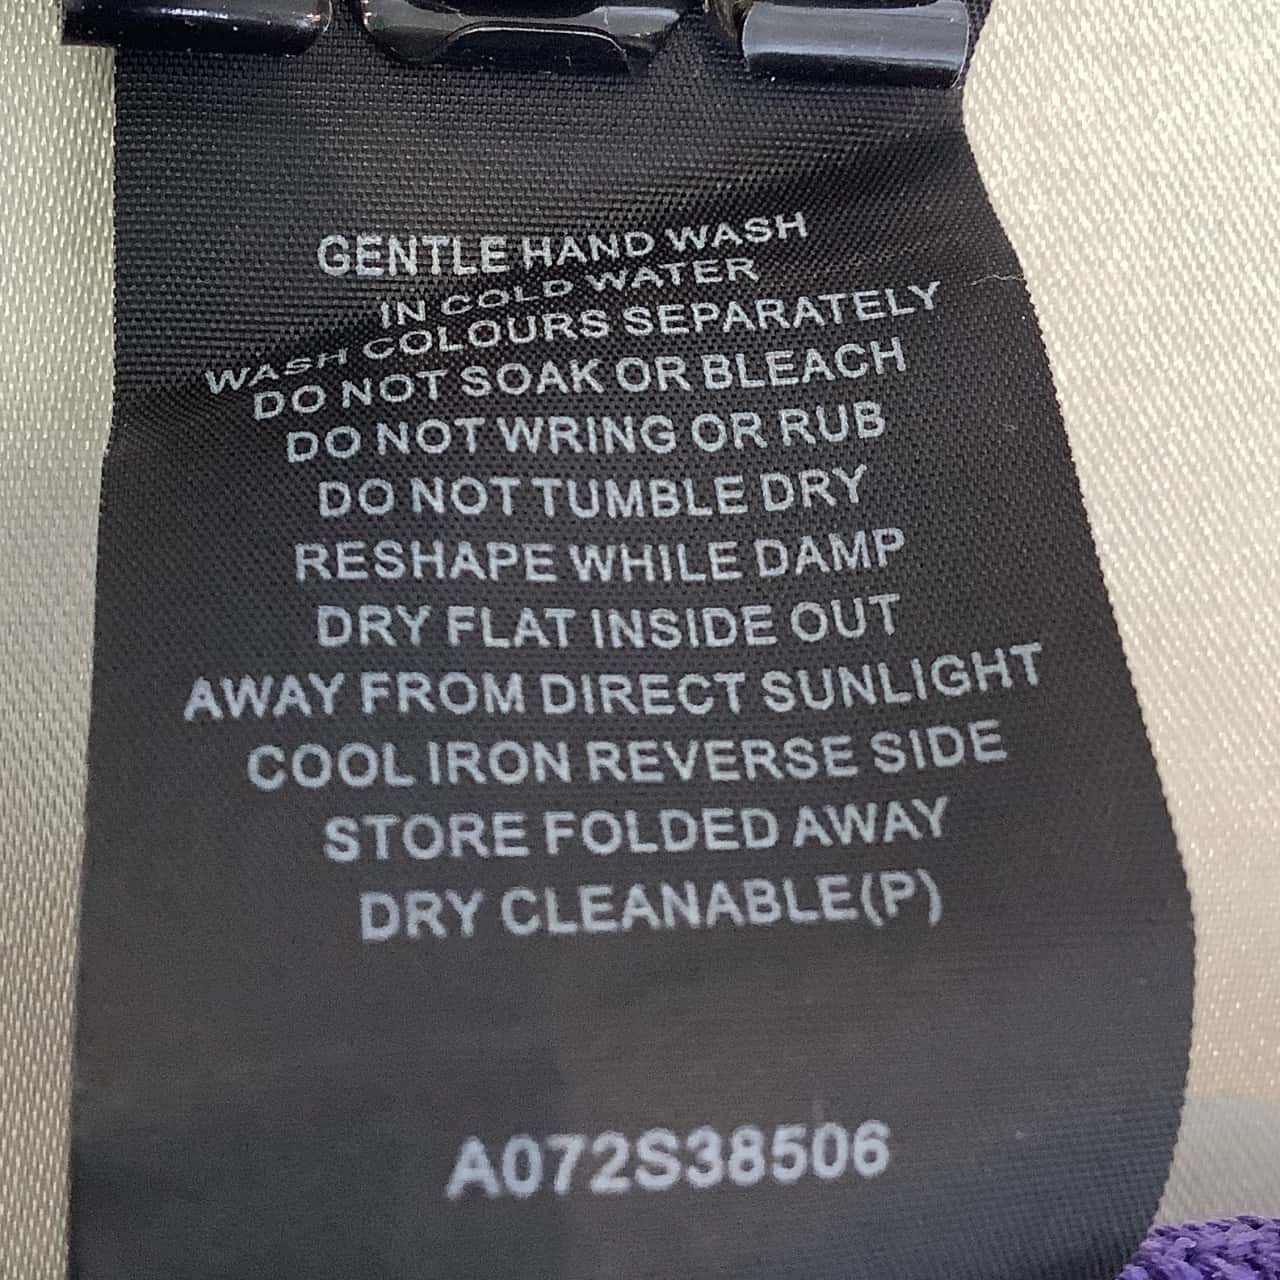 GENTLE HAND WASH
IN COLD WATER
WASH COLOURS SEPARATELY
DO NOT SOAK OR BLEACH
DO NOT WRING OR RUB
DO NOT TUMBLE DRY
RESHAPE WHILE DAMP
DRY FLAT INSIDE OUT
AWAY FROM DIRECT SUNLIGHT
COOL IRON REVERSE SIDE
STORE FOLDED AWAY
DRY CLEANABLE(P)
A072S38506